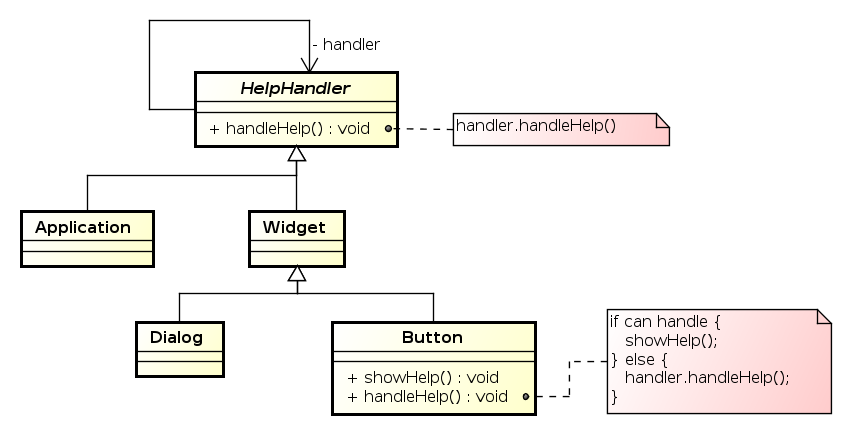 - handler
HelpHandler
+ handleHelp() : void
handler.handleHelp()
Application
Widget
Dialog
Button
+ showHelp() : void
+ handleHelp() : void
if can handle {
showHelp();
} else {
handler.handleHelp();
}